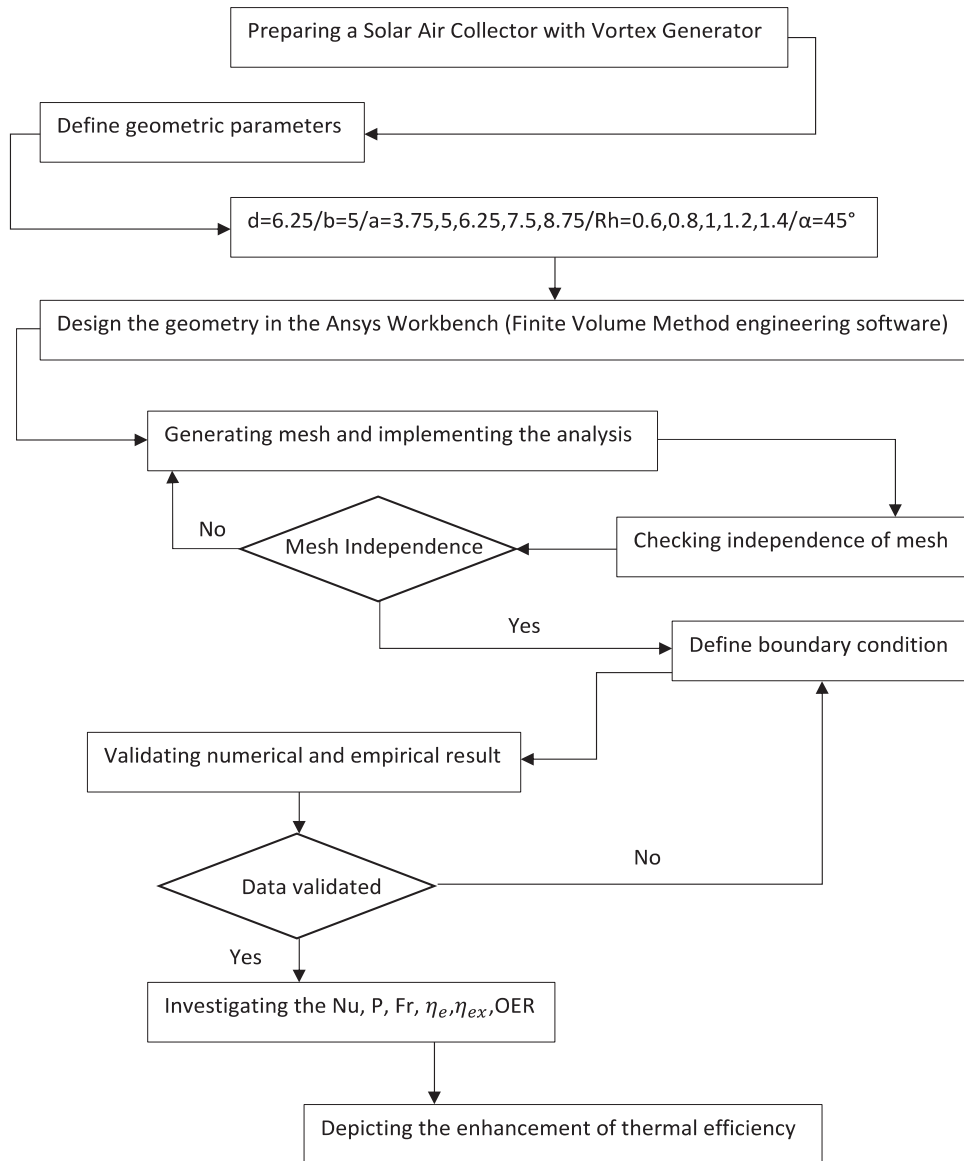 Preparing a Solar Air Collector with Vortex Generator
Define geometric parameters
d=6.25/b=5/a=3.75,5,6.25,7.5,8.75/Rh=0.6,0.8,1,1.2,1.4/α=45°
Design the geometry in the Ansys Workbench (Finite Volume Method engineering software)
Generating mesh and implementing the analysis
Checking independence of mesh
Mesh Independence
No
Yes
Define boundary condition
Validating numerical and empirical result
Data validated
No
Yes
Investigating the Nu, P, Fr, η_e,η_ex,OER
Depicting the enhancement of thermal efficiency